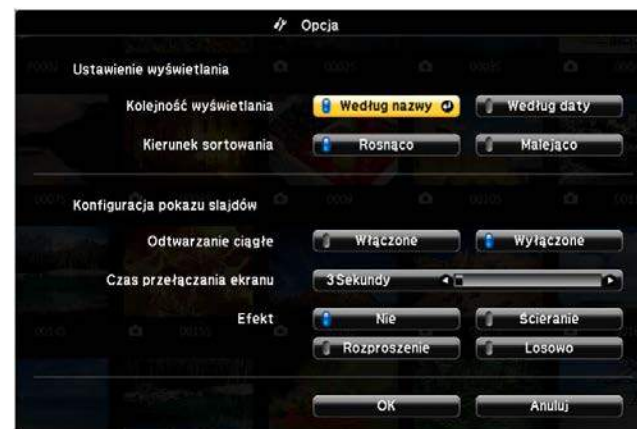 Opcja
Ustawienie wyświetlania
Kolejność wyświetlania Według nazwy Według daty
Kierunek sortowania Rosnąco Malejąco
Konfiguracja pokazu slajdów
Odtwarzanie ciągłe Włączone Wyłączone
Czas przełączania ekranu 3 Sekundy
Efekt Nie Ścieranie
Rozproszenie Losowo
OK Anuluj